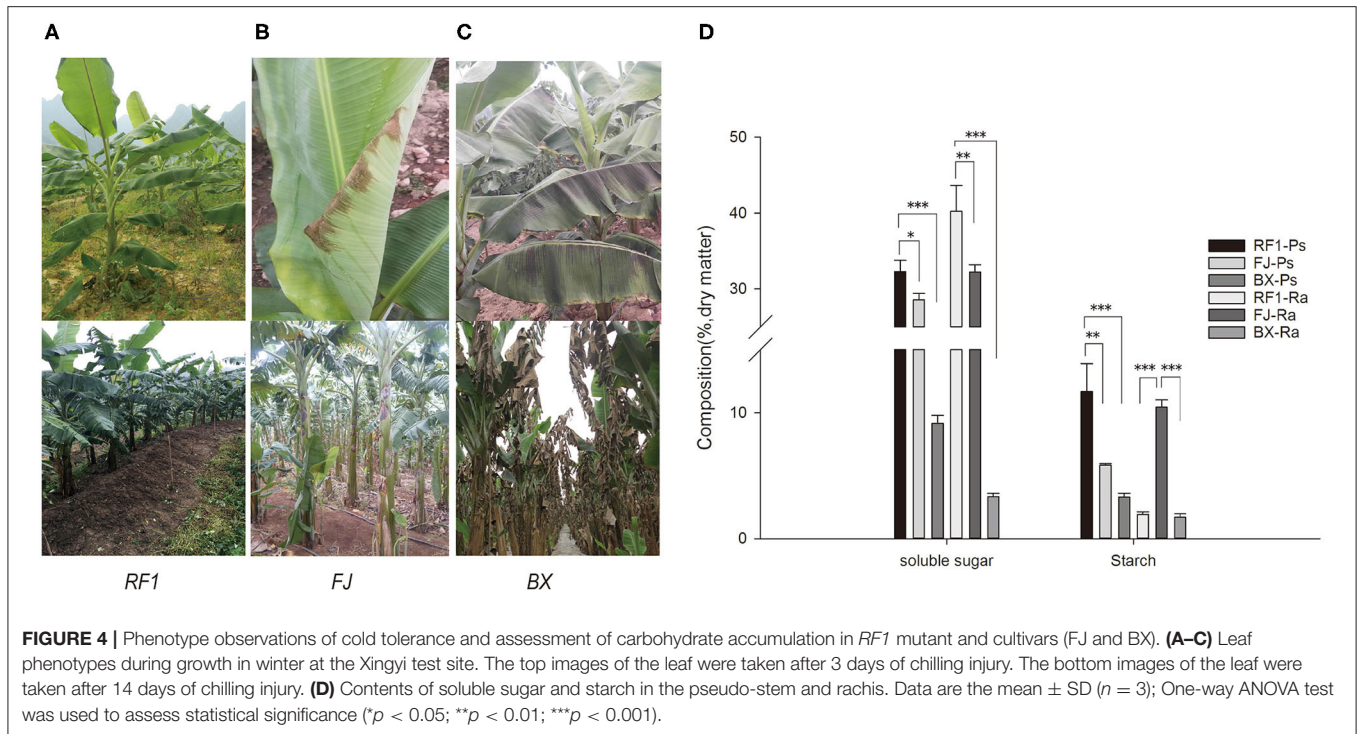 A
B
C
D
RF1
FJ
BX
Composition(%,dry matter)
50
40
30
10
0
***
*
***
**
***
**
***
***
RF1-Ps
FJ-Ps
BX-Ps
RF1-Ra
FJ-Ra
BX-Ra
soluble sugar
Starch
FIGURE 4 | Phenotype observations of cold tolerance and assessment of carbohydrate accumulation in RF1 mutant and cultivars (FJ and BX). (A–C) Leaf
phenotypes during growth in winter at the Xingyi test site. The top images of the leaf were taken after 3 days of chilling injury. The bottom images of the leaf were
taken after 14 days of chilling injury. (D) Contents of soluble sugar and starch in the pseudo-stem and rachis. Data are the mean ± SD (n = 3); One-way ANOVA test
was used to assess statistical significance (*p < 0.05; **p < 0.01; ***p < 0.001).